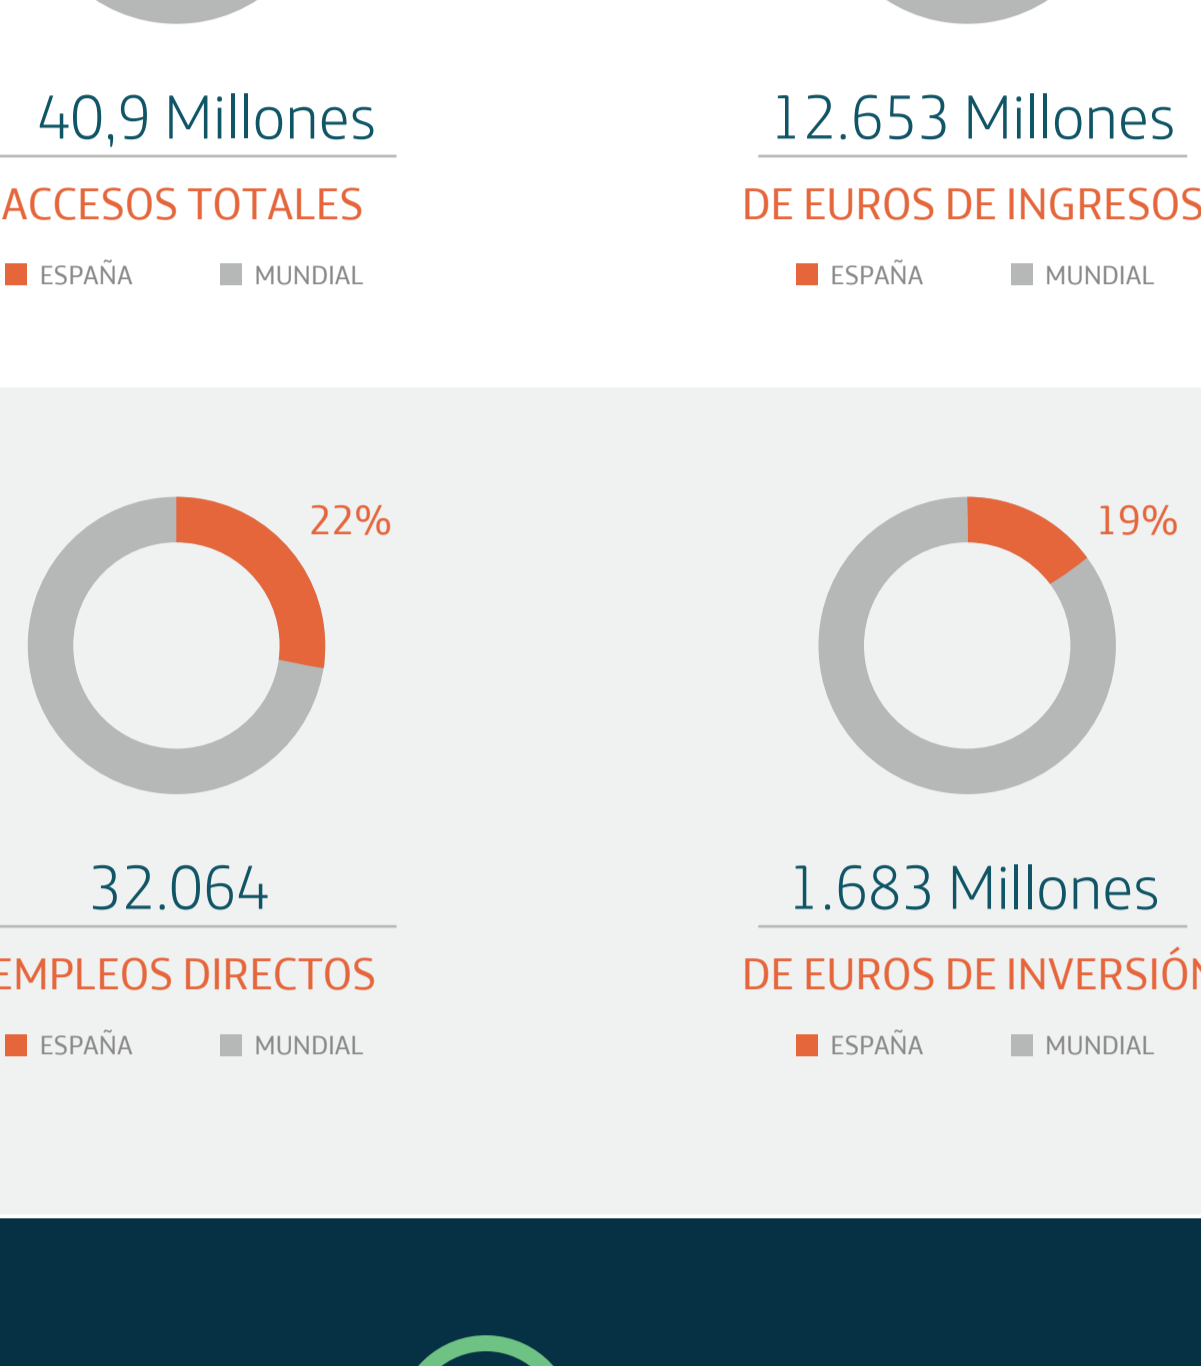 40,9 Millones
ACCESOS TOTALES
ESPAÑA MUNDIAL
12.653 Millones
DE EUROS DE INGRESOS
ESPAÑA MUNDIAL
22%
32.064
EMPLEOS DIRECTOS
ESPAÑA MUNDIAL
19%
1.683 Millones
DE EUROS DE INVERSIÓN
ESPAÑA MUNDIAL